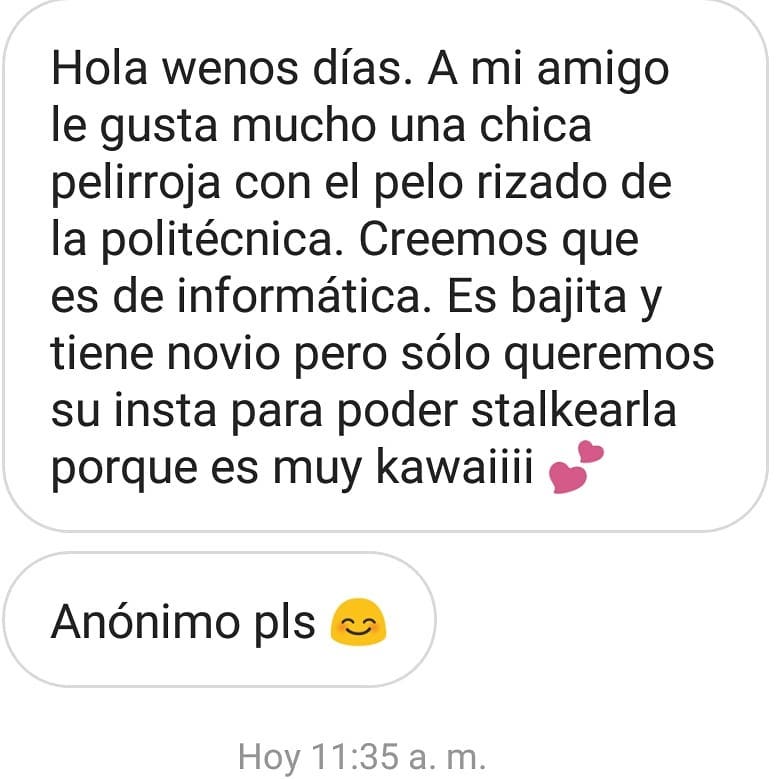 Hola wenos días. A mi amigo
le gusta mucho una chica
pelirroja con el pelo rizado de
la politécnica. Creemos que
es de informática. Es bajita y
tiene novio pero sólo queremos
su insta para poder stalkearla
porque es muy kawaiiii 💕
Anónimo pls 😊
Hoy 11:35 a. m.